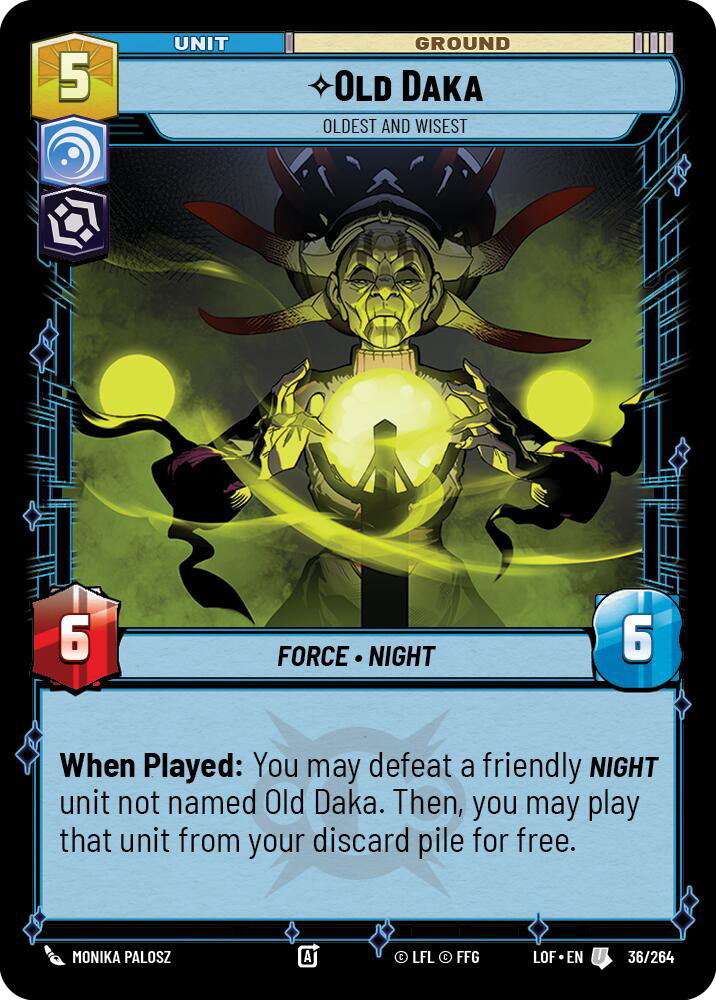 UNIT
GROUND
5
✧OLD DAKA
OLDEST AND WISEST
6
FORCE • NIGHT
6
When Played: You may defeat a friendly NIGHT
unit not named Old Daka. Then, you may play
that unit from your discard pile for free.
MONIKA PALOSZ
A
© LFL © FFG
LOF • EN
U
36/264